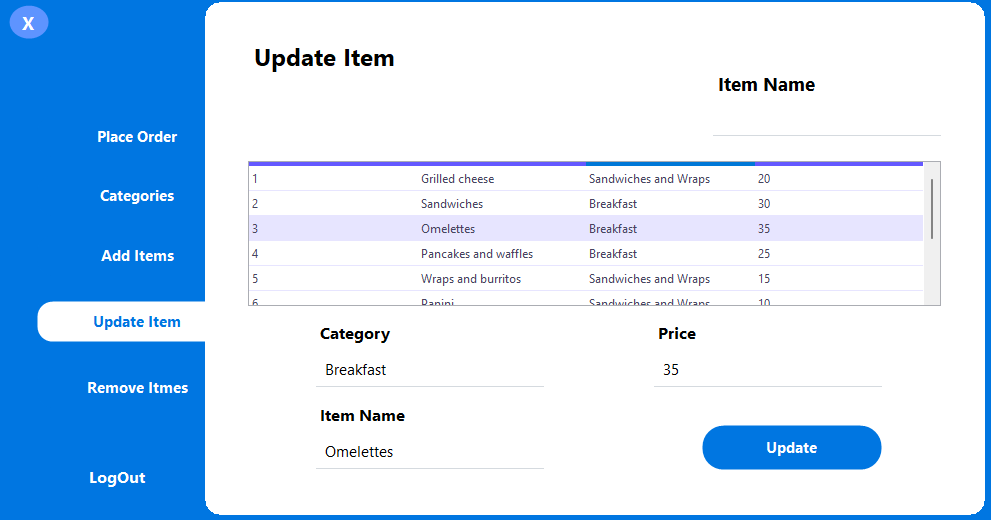 X
Place Order
Categories
Add Items
Update Item
Remove Itmes
LogOut
Update Item
Item Name
1 Grilled cheese Sandwiches and Wraps 20
2 Sandwiches Breakfast 30
3 Omelettes Breakfast 35
4 Pancakes and waffles Breakfast 25
5 Wraps and burritos Sandwiches and Wraps 15
6 Panini Sandwiches and Wraps 10
Category
Breakfast
Price
35
Item Name
Omelettes
Update